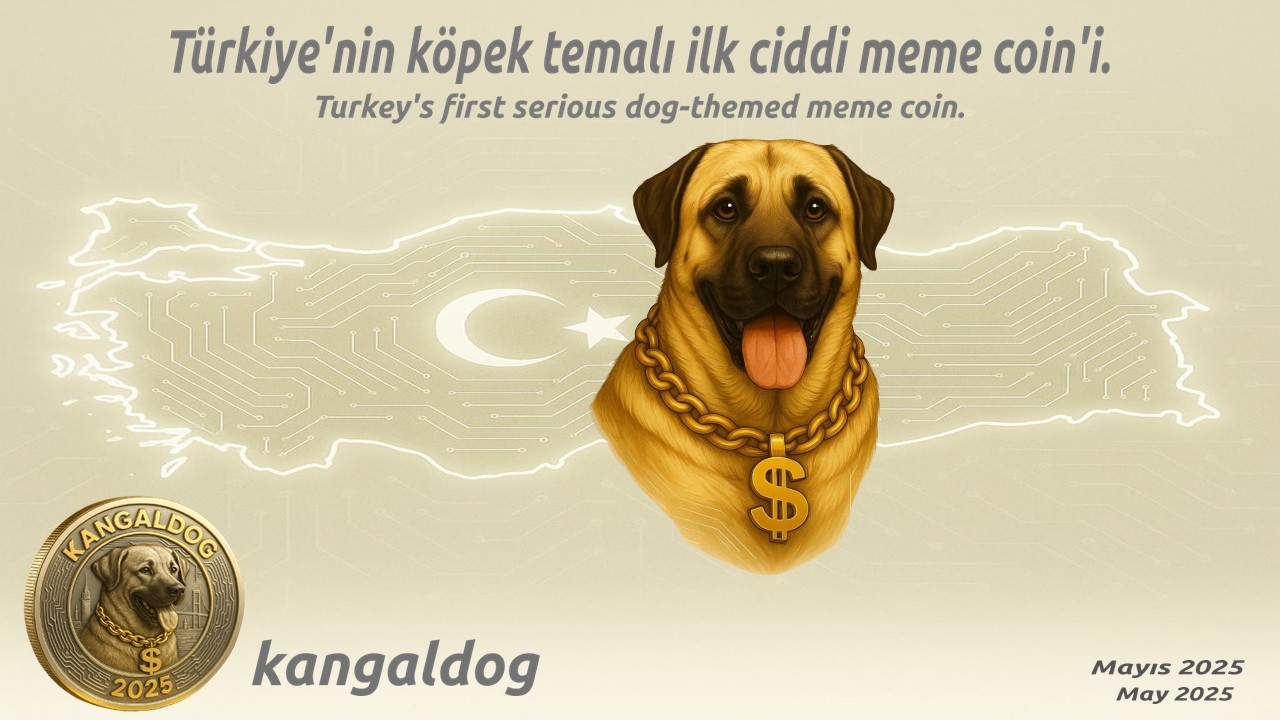 Türkiye'nin köpek temalı ilk ciddi meme coin'i.
Turkey's first serious dog-themed meme coin.
$
KANGALDOG
$
2025
kangaldog
Mayıs 2025
May 2025